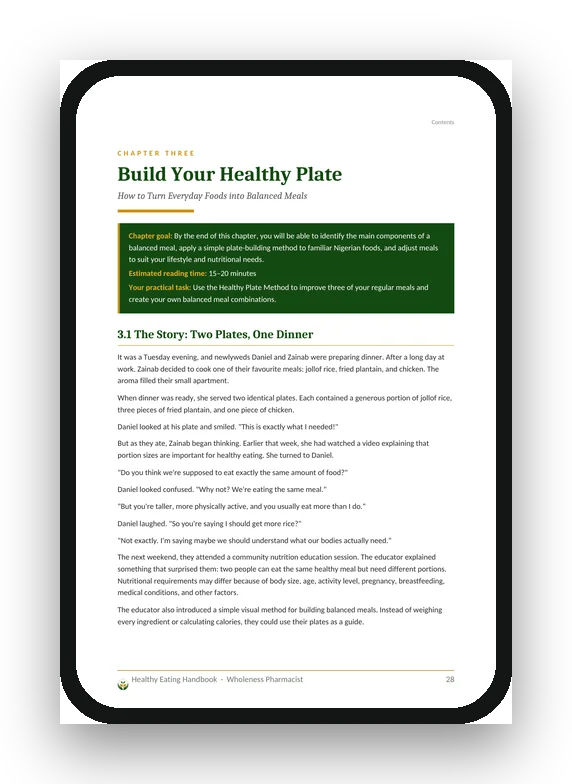 Contents
CHAPTER THREE
Build Your Healthy Plate
How to Turn Everyday Foods into Balanced Meals
Chapter goal: By the end of this chapter, you will be able to identify the main components of a
balanced meal, apply a simple plate-building method to familiar Nigerian foods, and adjust meals
to suit your lifestyle and nutritional needs.
Estimated reading time: 15–20 minutes
Your practical task: Use the Healthy Plate Method to improve three of your regular meals and
create your own balanced meal combinations.
3.1 The Story: Two Plates, One Dinner
It was a Tuesday evening, and newlyweds Daniel and Zainab were preparing dinner. After a long day at
work, Zainab decided to cook one of their favourite meals: jollof rice, fried plantain, and chicken. The
aroma filled their small apartment.
When dinner was ready, she served two identical plates. Each contained a generous portion of jollof rice,
three pieces of fried plantain, and one piece of chicken.
Daniel looked at his plate and smiled. "This is exactly what I needed!"
But as they ate, Zainab began thinking. Earlier that week, she had watched a video explaining that
portion sizes are important for healthy eating. She turned to Daniel.
"Do you think we're supposed to eat exactly the same amount of food?"
Daniel looked confused. "Why not? We're eating the same meal."
"But you're taller, more physically active, and you usually eat more than I do."
Daniel laughed. "So you're saying I should get more rice?"
"Not exactly. I'm saying maybe we should understand what our bodies actually need."
The next weekend, they attended a community nutrition education session. The educator explained
something that surprised them: two people can eat the same healthy meal but need different portions.
Nutritional requirements may differ because of body size, age, activity level, pregnancy, breastfeeding,
medical conditions, and other factors.
The educator also introduced a simple visual method for building balanced meals. Instead of weighing
every ingredient or calculating calories, they could use their plates as a guide.
Healthy Eating Handbook · Wholeness Pharmacist
28